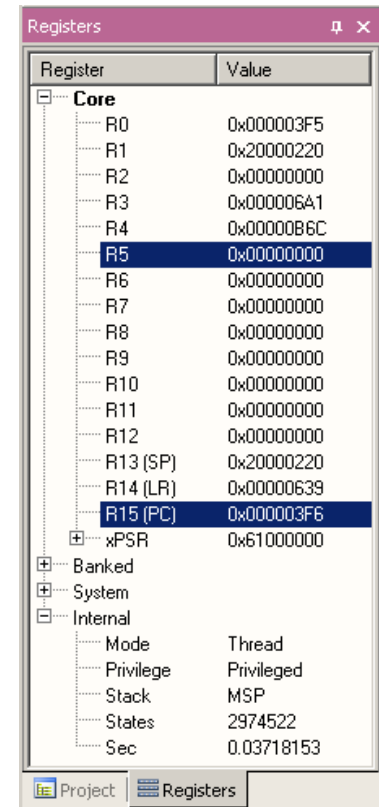 Registers
Register Value
Core
R0 0x000003F5
R1 0x20000220
R2 0x00000000
R3 0x000006A1
R4 0x00000B6C
R5 0x00000000
R6 0x00000000
R7 0x00000000
R8 0x00000000
R9 0x00000000
R10 0x00000000
R11 0x00000000
R12 0x00000000
R13 (SP) 0x20000220
R14 (LR) 0x00000639
R15 (PC) 0x000003F6
xPSR 0x61000000
Banked
System
Internal
Mode Thread
Privilege Privileged
Stack MSP
States 2974522
Sec 0.03718153
Project Registers